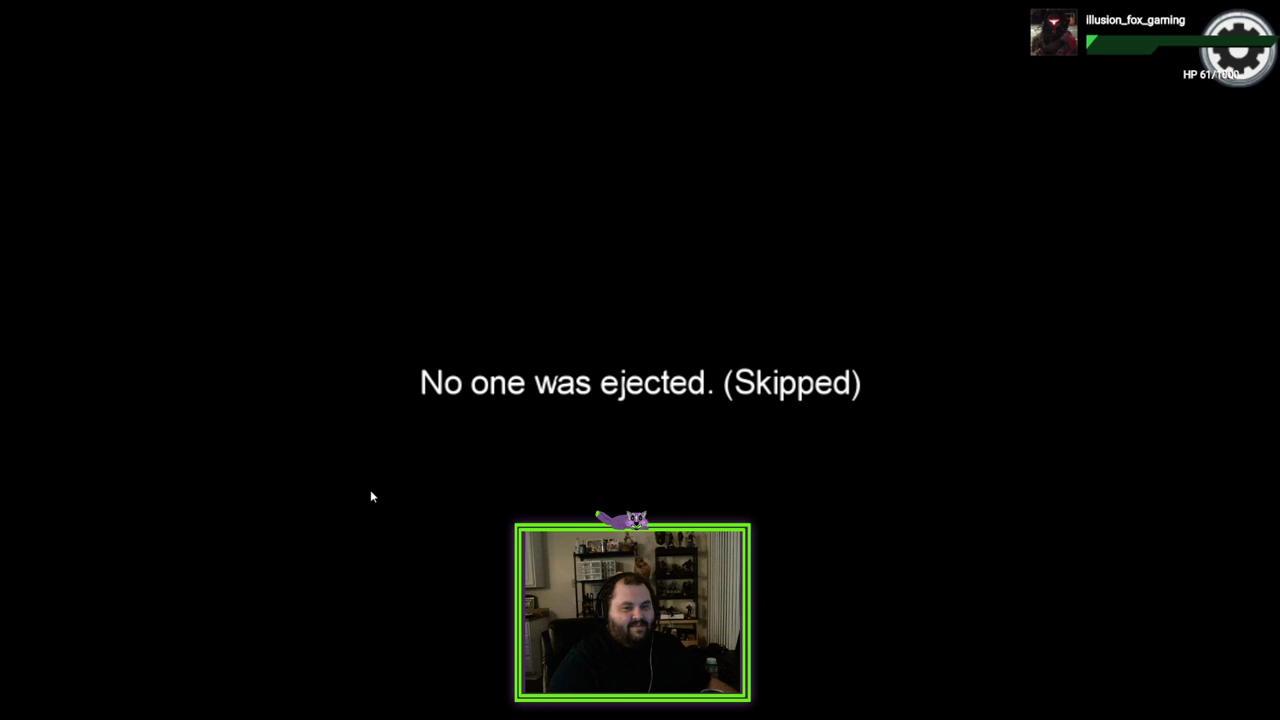 illusion_fox_gaming
HP 61/1000
No one was ejected. (Skipped)